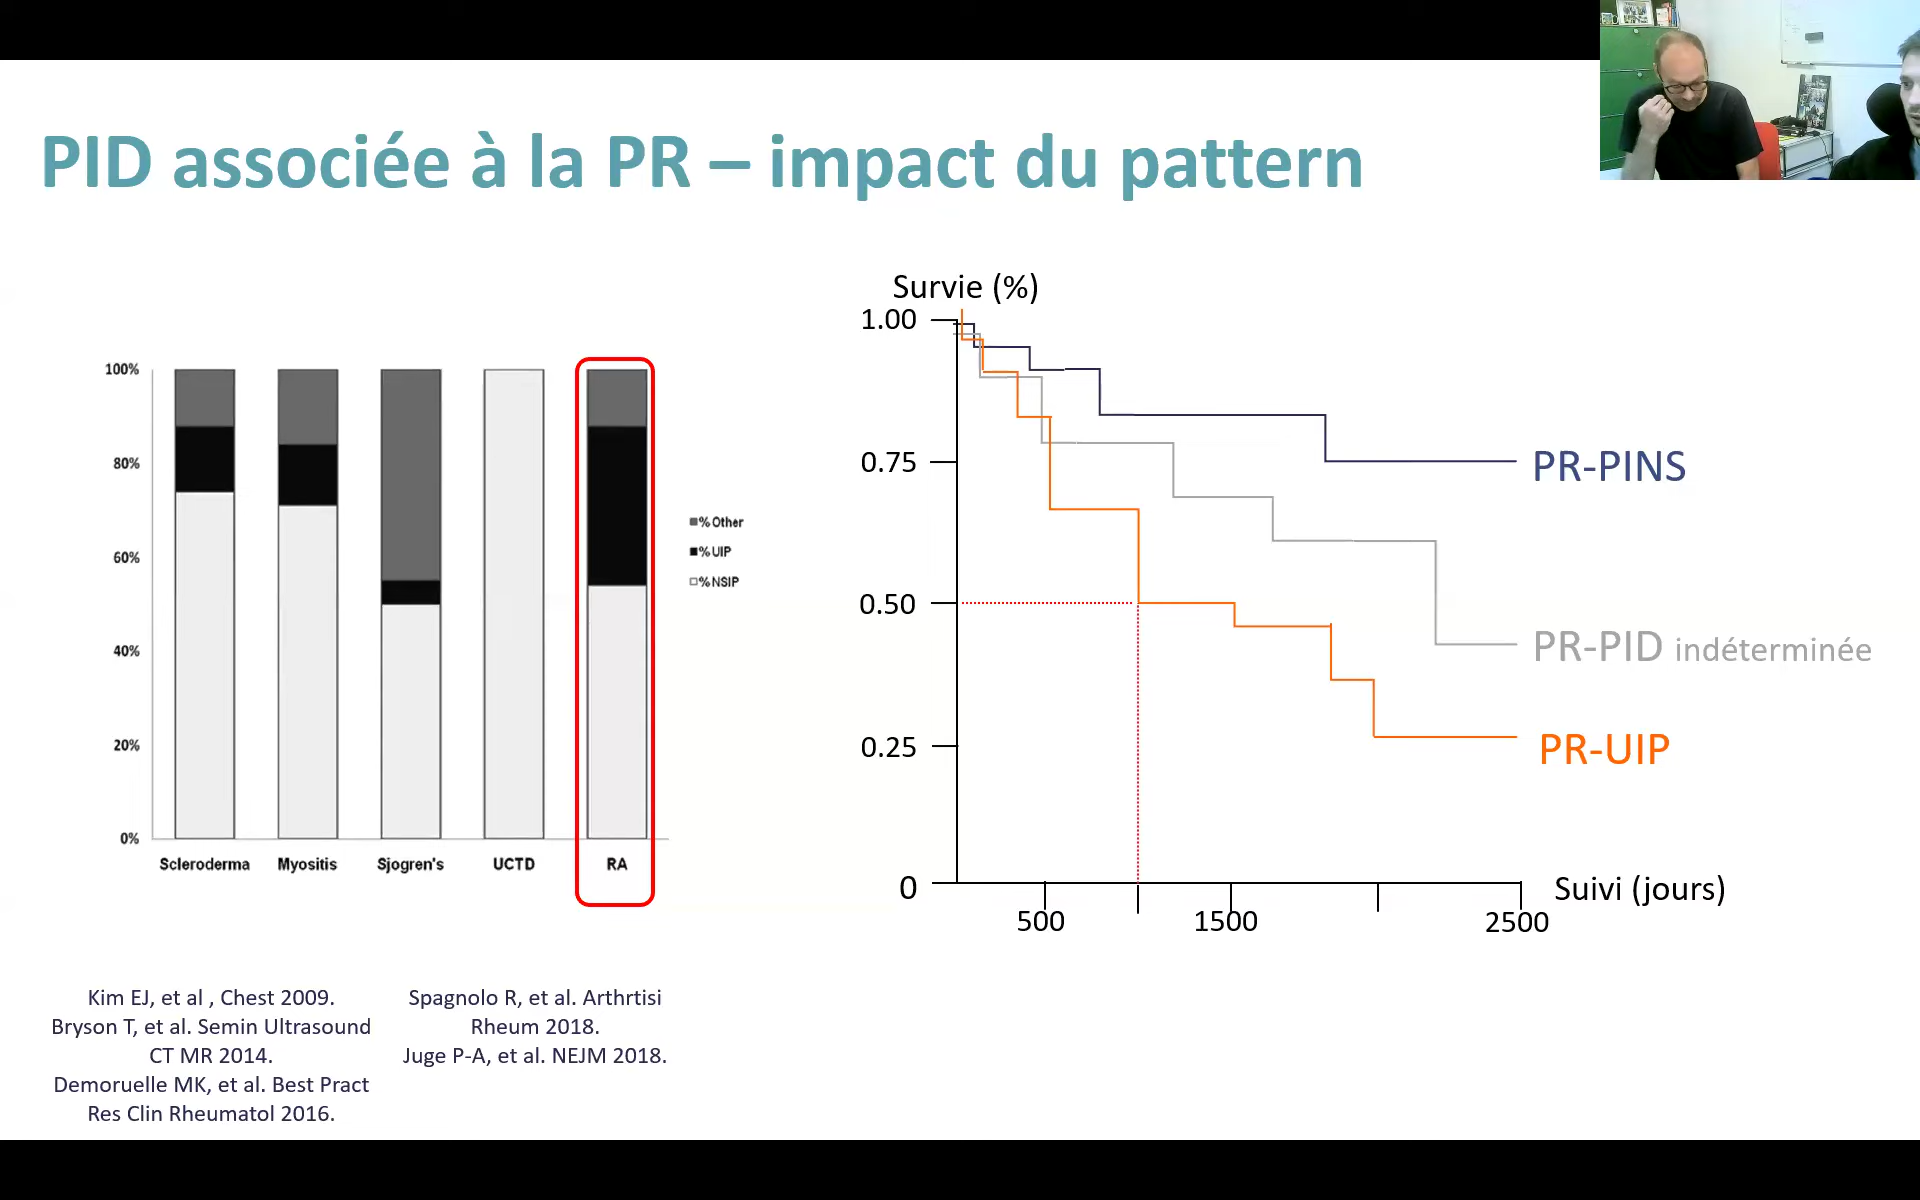 PID associée à la PR – impact du pattern
100%
80%
60%
40%
20%
0%
Scleroderma
Myositis
Sjogren's
UCTD
RA
% Other
% UIP
% NSIP
Survie (%)
1.00
0.75
0.50
0.25
0
500
1500
2500
Suivi (jours)
PR-PINS
PR-PID indéterminée
PR-UIP
Kim EJ, et al , Chest 2009.
Bryson T, et al. Semin Ultrasound
CT MR 2014.
Demoruelle MK, et al. Best Pract
Res Clin Rheumatol 2016.
Spagnolo R, et al. Arthrtisi
Rheum 2018.
Juge P-A, et al. NEJM 2018.